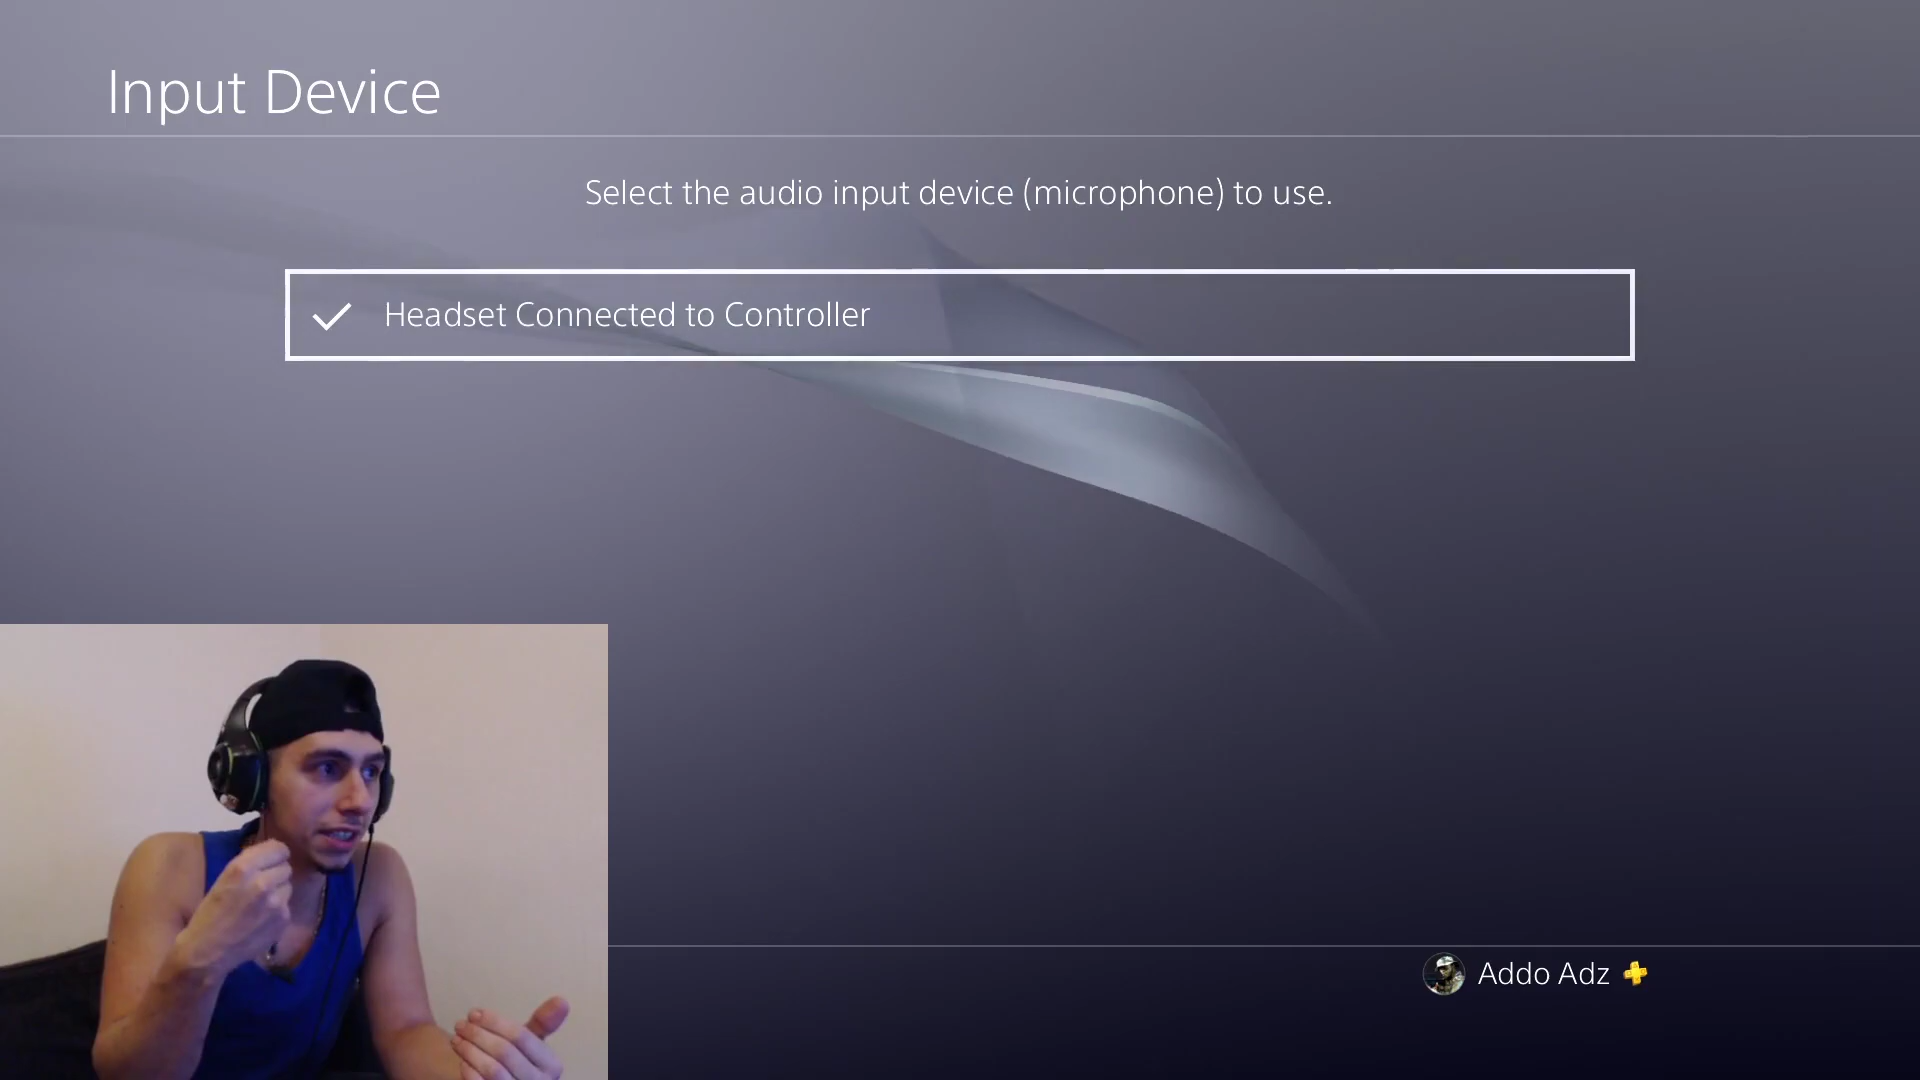 Input Device
Select the audio input device (microphone) to use.
Headset Connected to Controller
Addo Adz